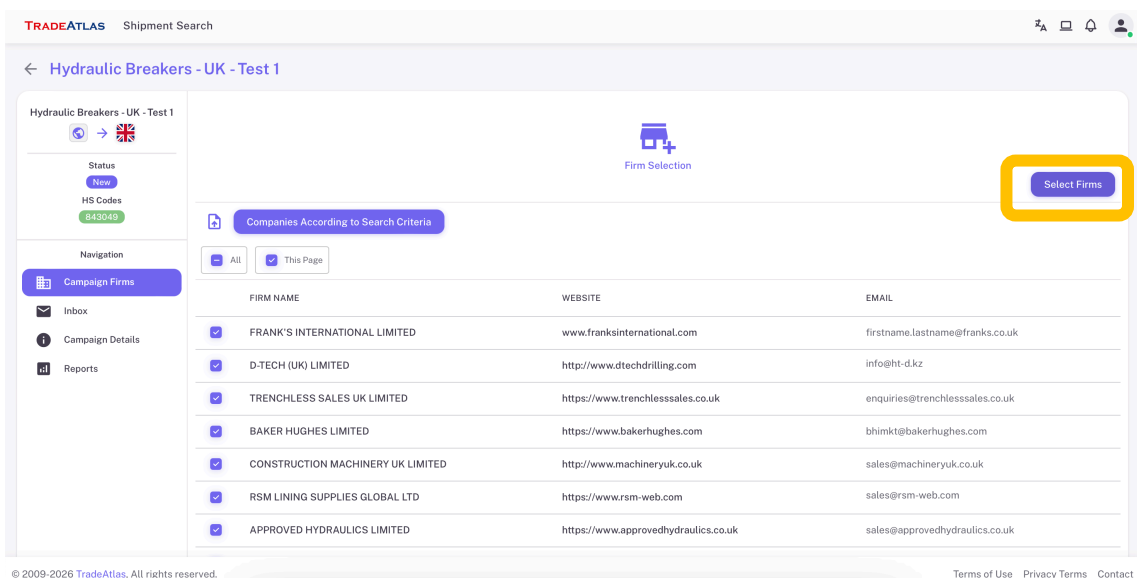 TRADEATLAS Shipment Search
Hydraulic Breakers - UK - Test 1
Hydraulic Breakers - UK - Test 1
Status
New
HS Codes
843049
Navigation
Campaign Firms
Inbox
Campaign Details
Reports
Firm Selection
Select Firms
Companies According to Search Criteria
All This Page
FIRM NAME WEBSITE EMAIL
FRANK'S INTERNATIONAL LIMITED www.franksinternational.com firstname.lastname@franks.co.uk
D-TECH (UK) LIMITED http://www.dtechdrilling.com info@ht-d.kz
TRENCHLESS SALES UK LIMITED https://www.trenchlesssales.co.uk enquiries@trenchlesssales.co.uk
BAKER HUGHES LIMITED https://www.bakerhughes.com bhimkt@bakerhughes.com
CONSTRUCTION MACHINERY UK LIMITED http://www.machineryuk.co.uk sales@machineryuk.co.uk
RSM LINING SUPPLIES GLOBAL LTD https://www.rsm-web.com sales@rsm-web.com
APPROVED HYDRAULICS LIMITED https://www.approvedhydraulics.co.uk sales@approvedhydraulics.co.uk
© 2009-2026 TradeAtlas. All rights reserved. Terms of Use Privacy Terms Contact